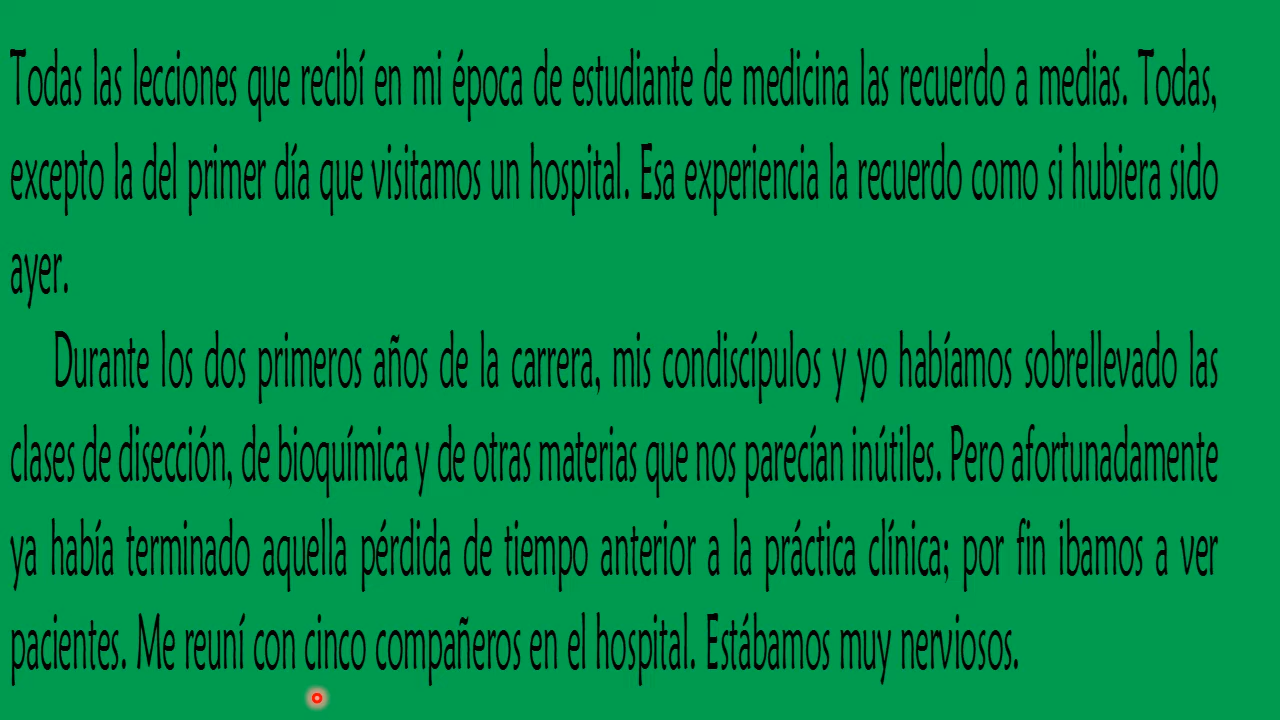 Todas las lecciones que recibí en mi época de estudiante de medicina las recuerdo a medias. Todas,
excepto la del primer día que visitamos un hospital. Esa experiencia la recuerdo como si hubiera sido
ayer.
Durante los dos primeros años de la carrera, mis condiscípulos y yo habíamos sobrellevado las
clases de disección, de bioquímica y de otras materias que nos parecían inútiles. Pero afortunadamente
ya había terminado aquella pérdida de tiempo anterior a la práctica clínica; por fin ibamos a ver
pacientes. Me reuní con cinco compañeros en el hospital. Estábamos muy nerviosos.